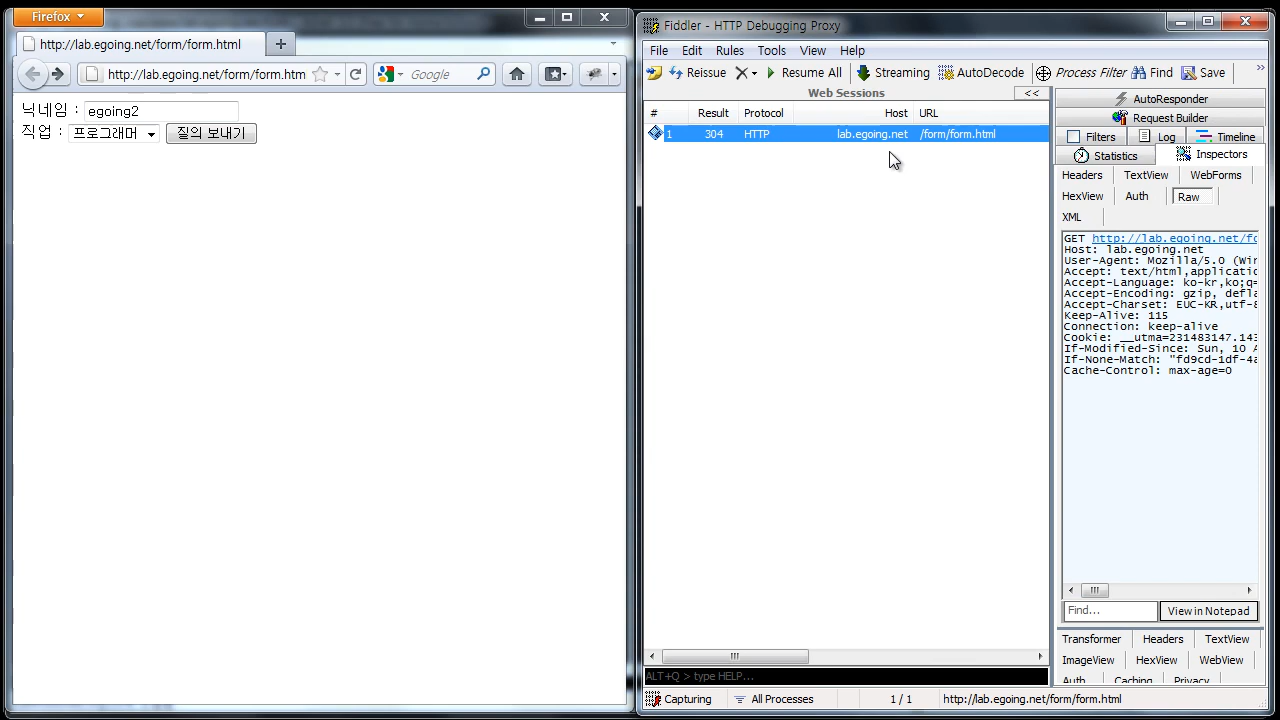 Firefox
http://lab.egoing.net/form/form.html
http://lab.egoing.net/form/form.htm
Google
닉네임 : egoing2
직업 : 프로그래머 질의 보내기
Fiddler - HTTP Debugging Proxy
File Edit Rules Tools View Help
Reissue Resume All Streaming AutoDecode Process Filter Find Save
Web Sessions <<
# Result Protocol Host URL
1 304 HTTP lab.egoing.net /form/form.html
AutoResponder
Request Builder
Filters Log Timeline
Statistics Inspectors
Headers TextView WebForms
HexView Auth Raw
XML
GET http://lab.egoing.net/fo
Host: lab.egoing.net
User-Agent: Mozilla/5.0 (Win
Accept: text/html,applicatio
Accept-Language: ko-kr,ko;q=
Accept-Encoding: gzip, defla
Accept-Charset: EUC-KR,utf-8
Keep-Alive: 115
Connection: keep-alive
Cookie: __utma=231483147.143
If-Modified-Since: Sun, 10 A
If-None-Match: "fd9cd-1df-4a
Cache-Control: max-age=0
Find... View in Notepad
Transformer Headers TextView
ImageView HexView WebView
Auth Caching Privacy
ALT+Q > type HELP...
Capturing All Processes 1 / 1 http://lab.egoing.net/form/form.html